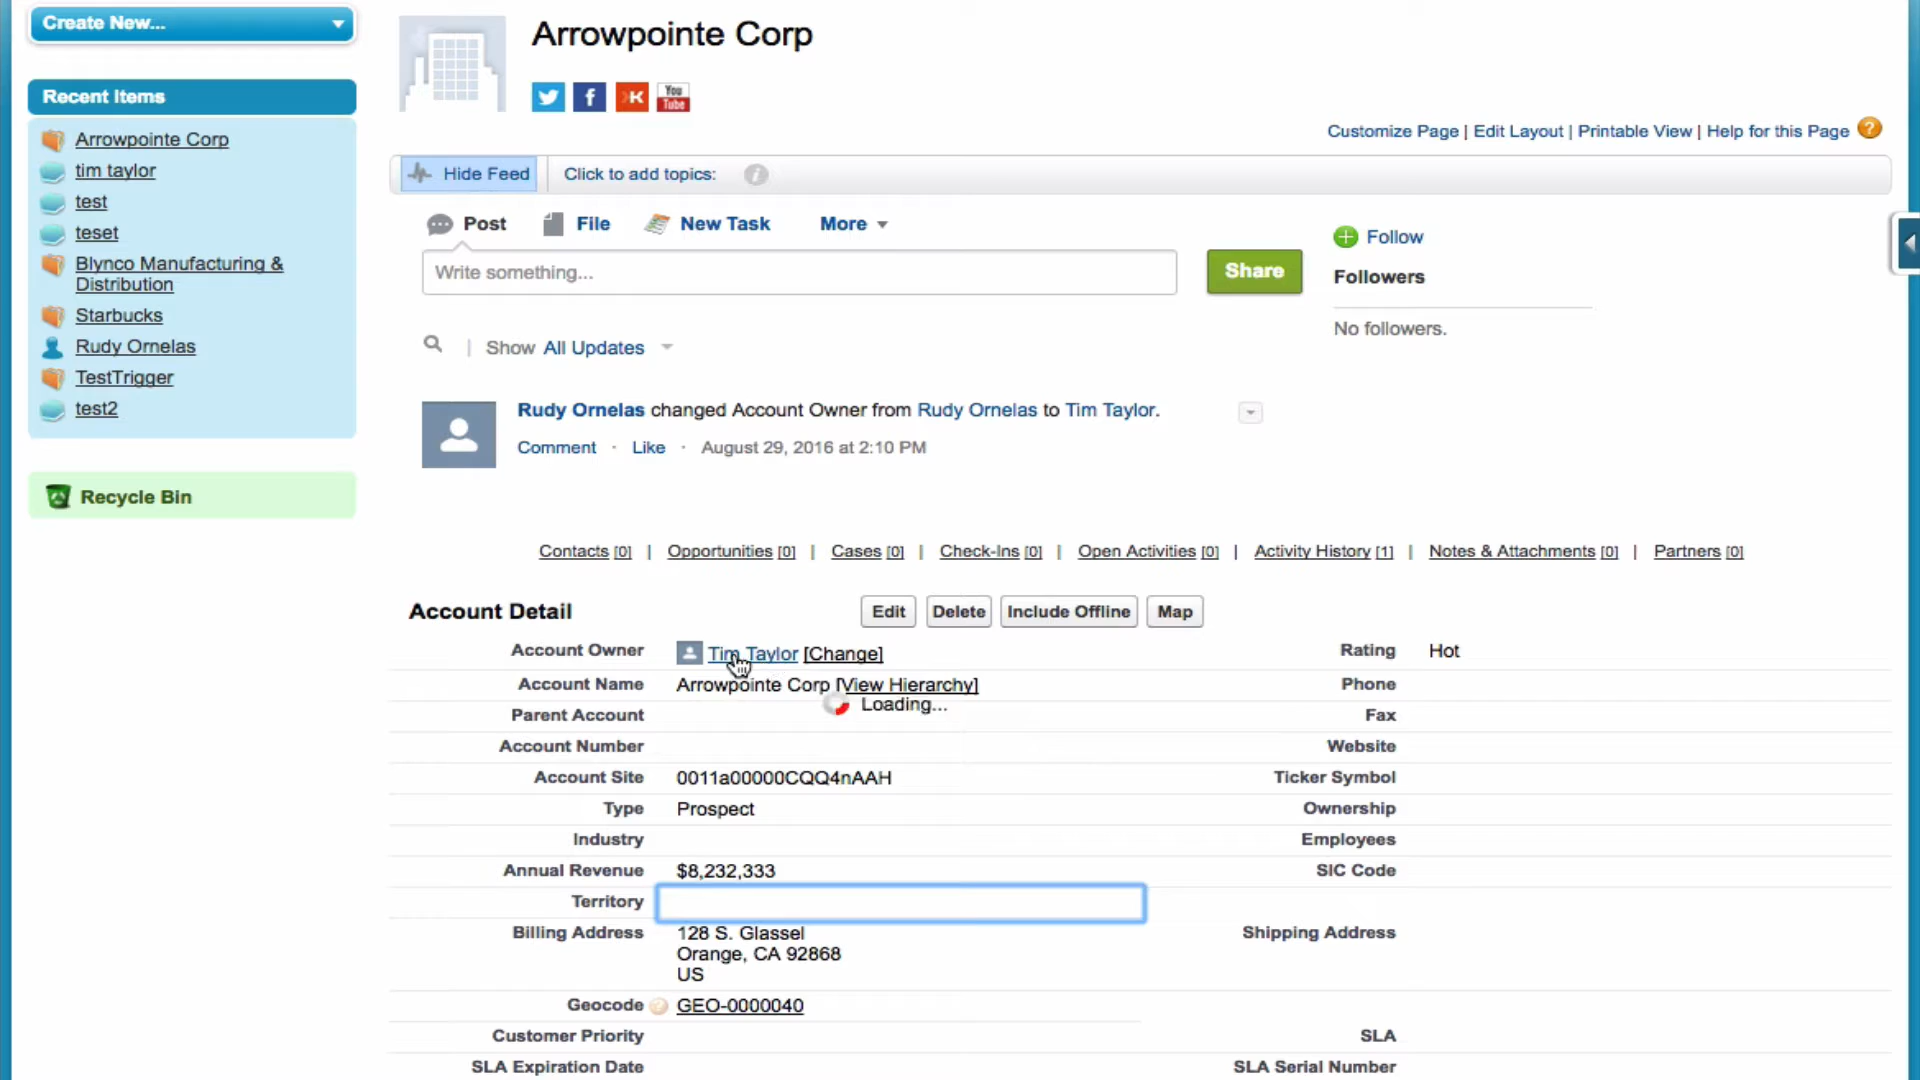 Create New...
Recent Items
Arrowpointe Corp
tim taylor
test
teset
Blynco Manufacturing &
Distribution
Starbucks
Rudy Ornelas
TestTrigger
test2
Recycle Bin
Arrowpointe Corp
You
Tube
Customize Page | Edit Layout | Printable View | Help for this Page ?
Hide Feed
Click to add topics:
Post File New Task More
Write something...
Share
Follow
Followers
No followers.
| Show All Updates
Rudy Ornelas changed Account Owner from Rudy Ornelas to Tim Taylor.
Comment · Like · August 29, 2016 at 2:10 PM
Contacts [0] | Opportunities [0] | Cases [0] | Check-Ins [0] | Open Activities [0] | Activity History [1] | Notes & Attachments [0] | Partners [0]
Account Detail Edit Delete Include Offline Map
Account Owner Tim Taylor [Change] Rating Hot
Account Name Arrowpointe Corp [View Hierarchy] Phone
Loading...
Parent Account Fax
Account Number Website
Account Site 0011a00000CQQ4nAAH Ticker Symbol
Type Prospect Ownership
Industry Employees
Annual Revenue $8,232,333 SIC Code
Territory
Billing Address 128 S. Glassel Shipping Address
Orange, CA 92868
US
Geocode GEO-0000040
Customer Priority SLA
SLA Expiration Date SLA Serial Number